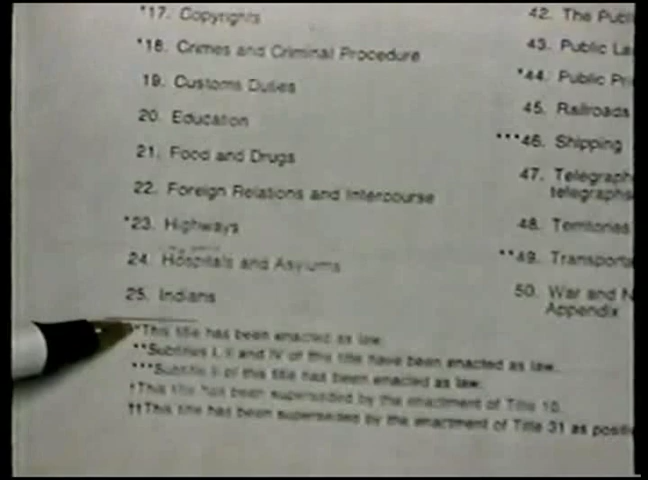 *17. Copyrights
*18. Crimes and Criminal Procedure
19. Customs Duties
20. Education
21. Food and Drugs
22. Foreign Relations and Intercourse
*23. Highways
24. Hospitals and Asylums
25. Indians
42. The Publ
43. Public La
*44. Public Pri
45. Railroads
***46. Shipping
47. Telegraph
telegraphs
48. Territories
**49. Transporta
50. War and N
Appendix
*This title has been enacted as law.
**Subtitles I, II and IV of this title have been enacted as law.
***Subtitle II of this title has been enacted as law.
†This title has been superseded by the enactment of Title 10.
††This title has been superseded by the enactment of Title 31 as positi